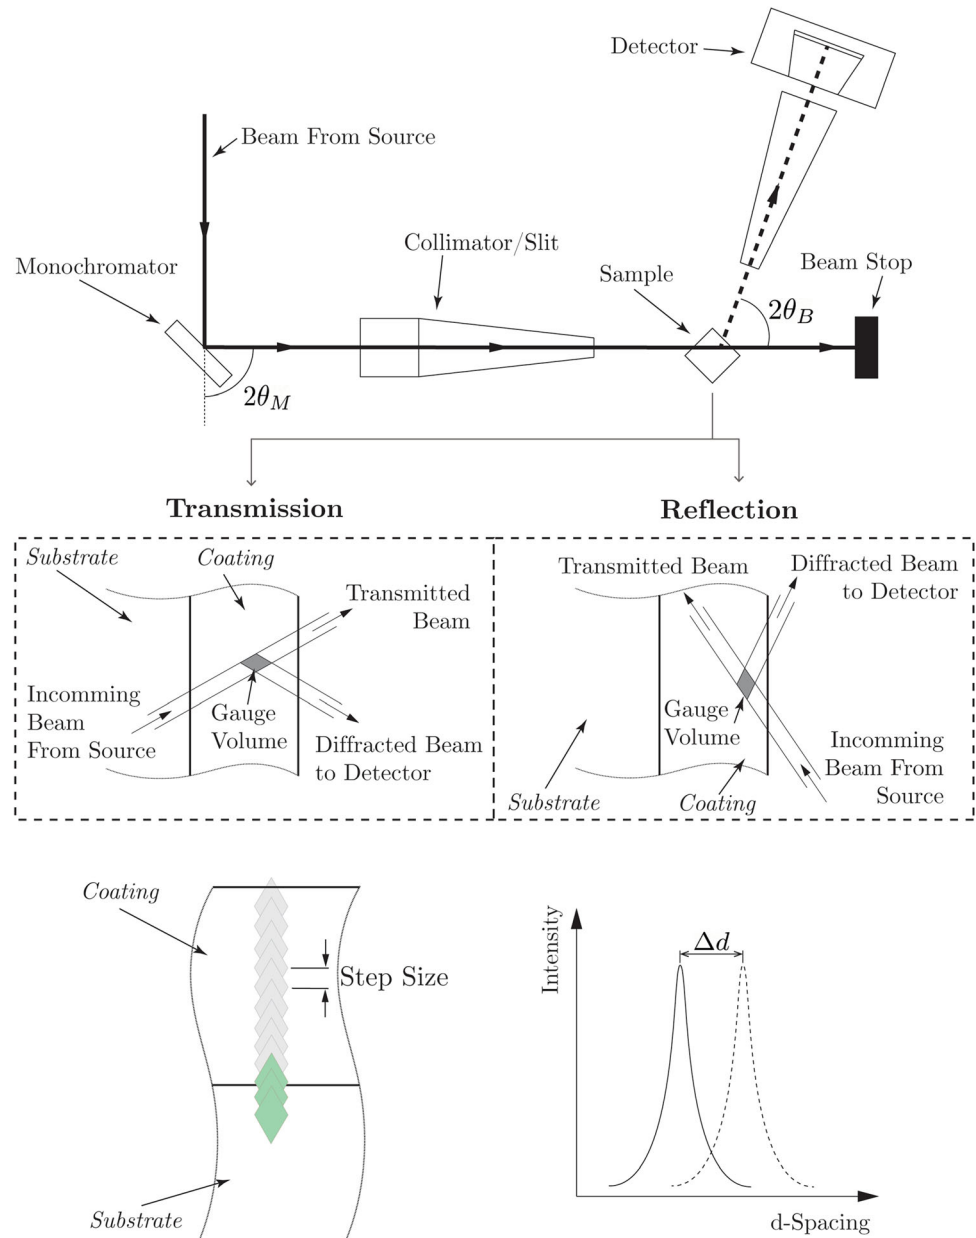 Detector
Beam From Source
Collimator/Slit
Monochromator
Sample
Beam Stop
2θ_B
2θ_M
Transmission
Reflection
Substrate
Coating
Transmitted
Beam
Incomming
Beam
From Source
Gauge
Volume
Diffracted Beam
to Detector
Transmitted Beam
Diffracted Beam
to Detector
Gauge
Volume
Incomming
Beam From
Source
Substrate
Coating
Coating
Step Size
Substrate
Intensity
Δd
d-Spacing